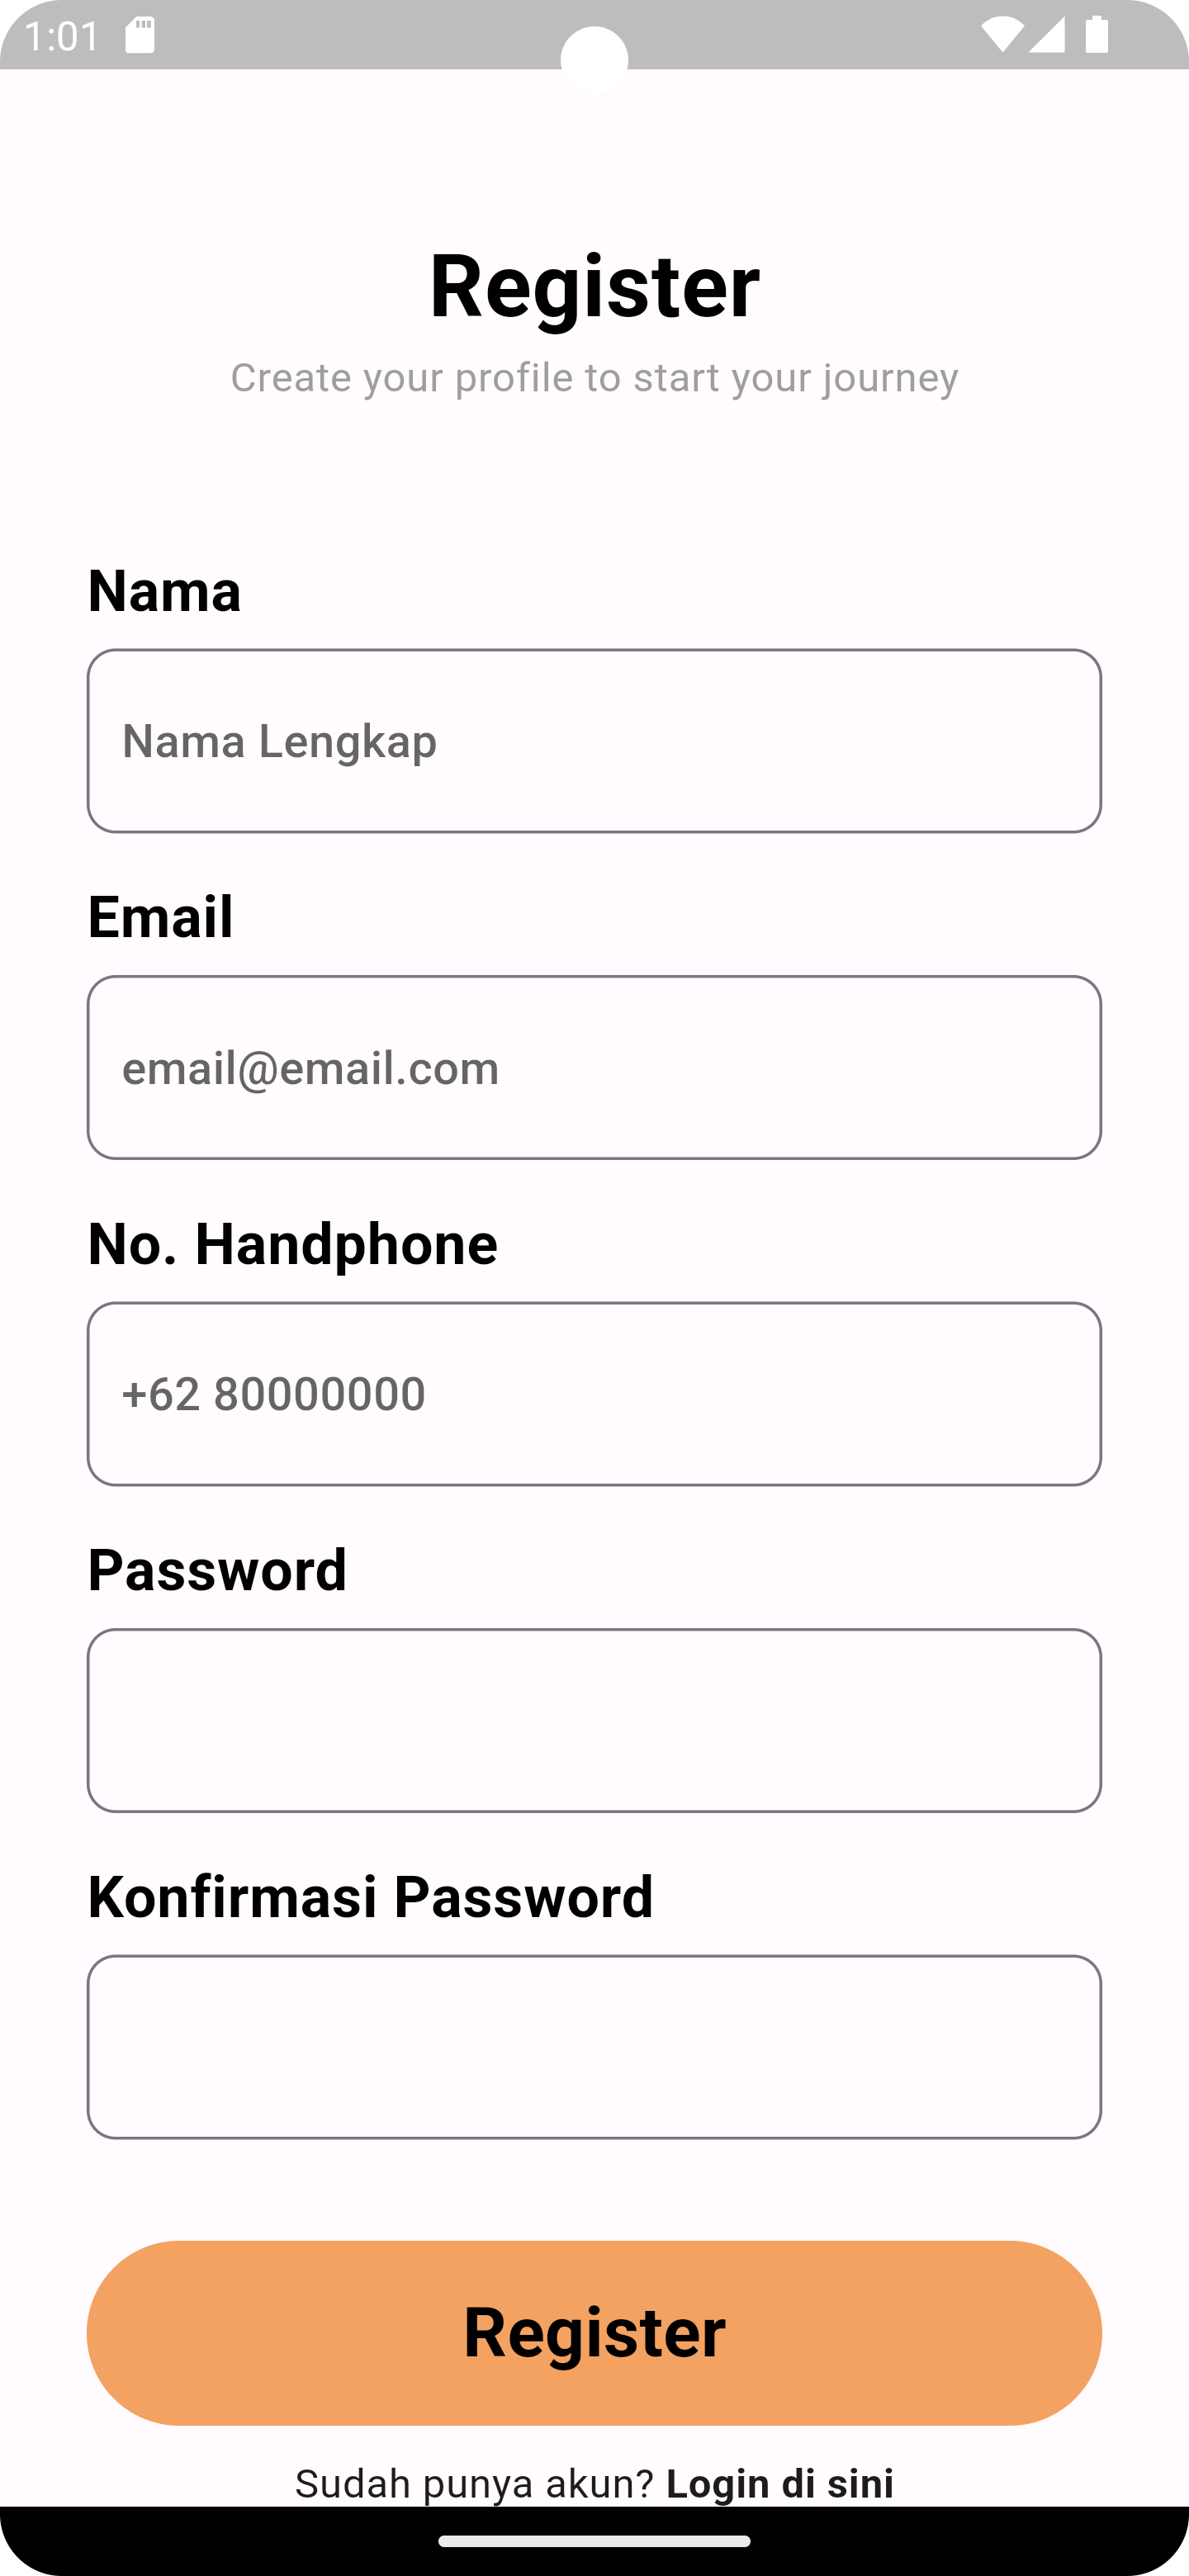 1:01
Register
Create your profile to start your journey
Nama
Nama Lengkap
Email
email@email.com
No. Handphone
+62 80000000
Password
Konfirmasi Password
Register
Sudah punya akun? Login di sini